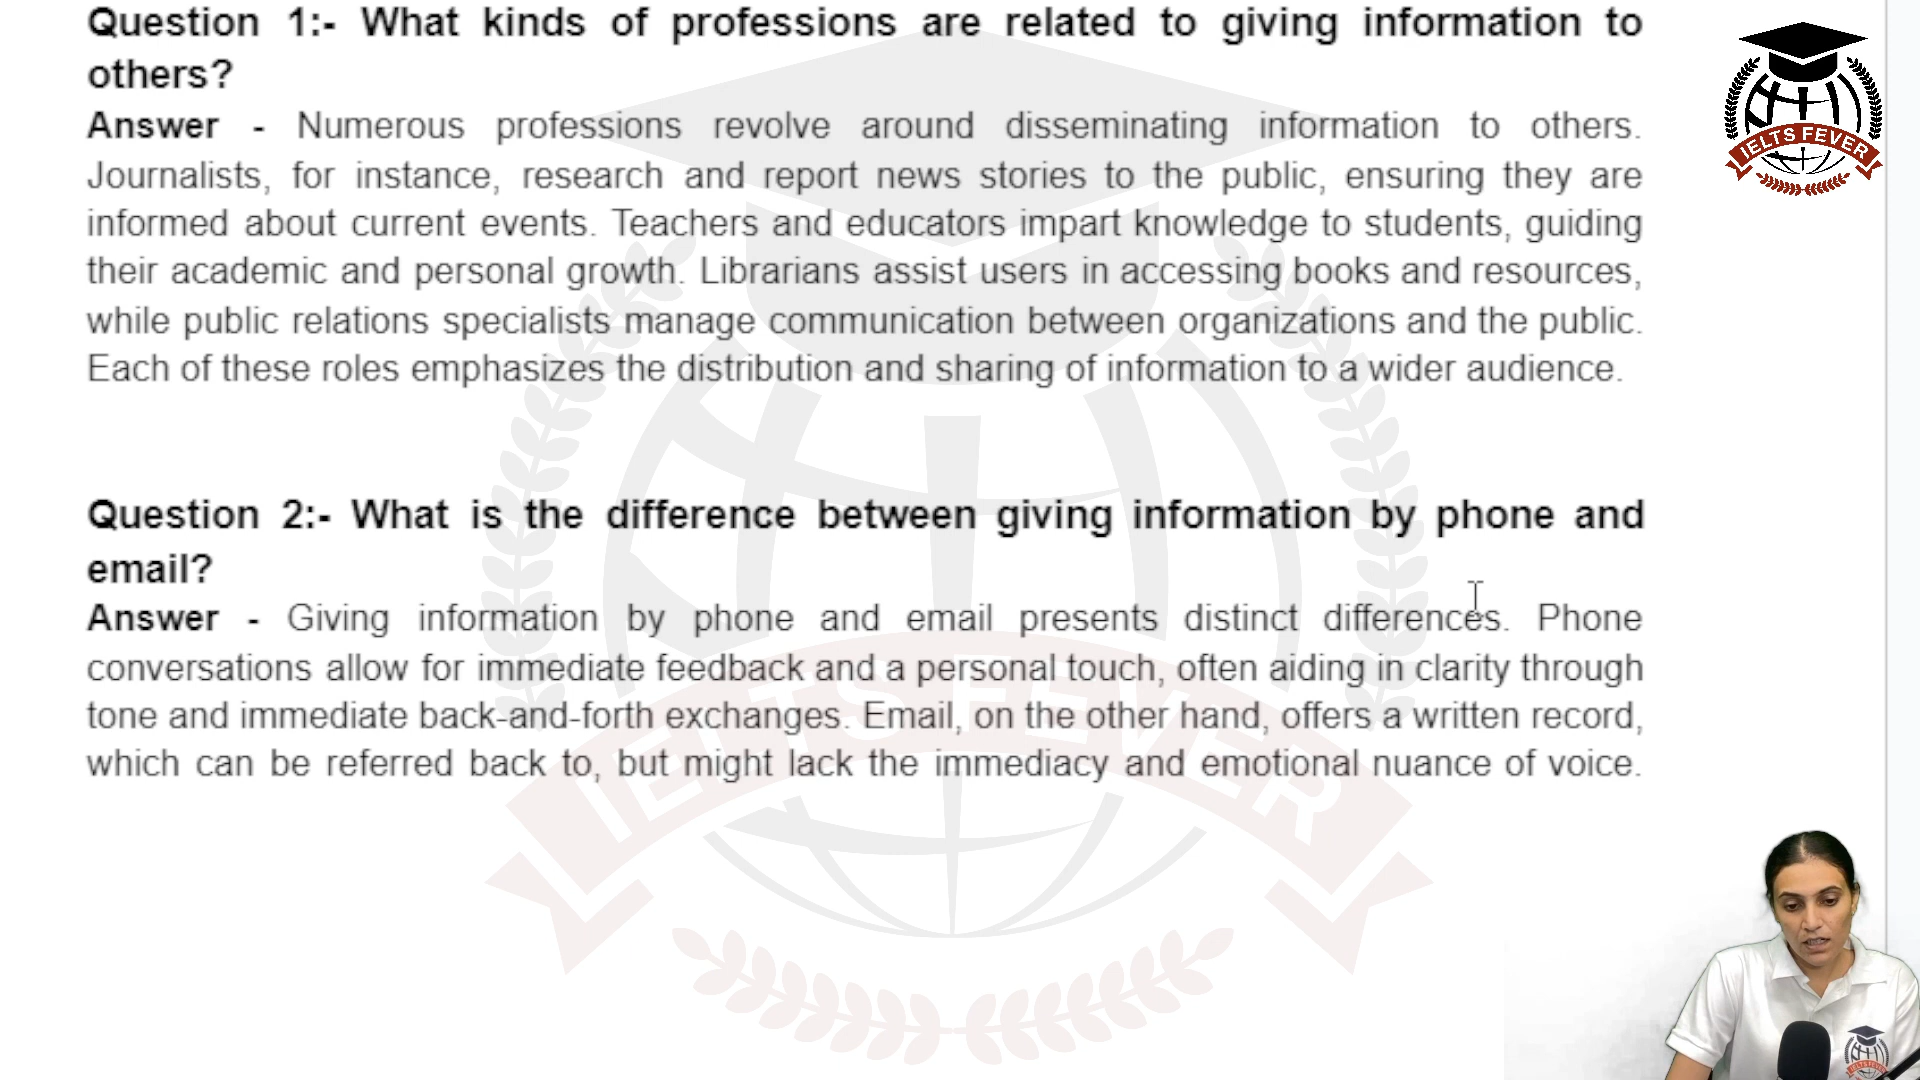 Question 1:- What kinds of professions are related to giving information to
others?
Answer - Numerous professions revolve around disseminating information to others.
Journalists, for instance, research and report news stories to the public, ensuring they are
informed about current events. Teachers and educators impart knowledge to students, guiding
their academic and personal growth. Librarians assist users in accessing books and resources,
while public relations specialists manage communication between organizations and the public.
Each of these roles emphasizes the distribution and sharing of information to a wider audience.
Question 2:- What is the difference between giving information by phone and
email?
Answer - Giving information by phone and email presents distinct differences. Phone
conversations allow for immediate feedback and a personal touch, often aiding in clarity through
tone and immediate back-and-forth exchanges. Email, on the other hand, offers a written record,
which can be referred back to, but might lack the immediacy and emotional nuance of voice.
IELTS FEVER
IELTS FEVER
IELTS FEVER